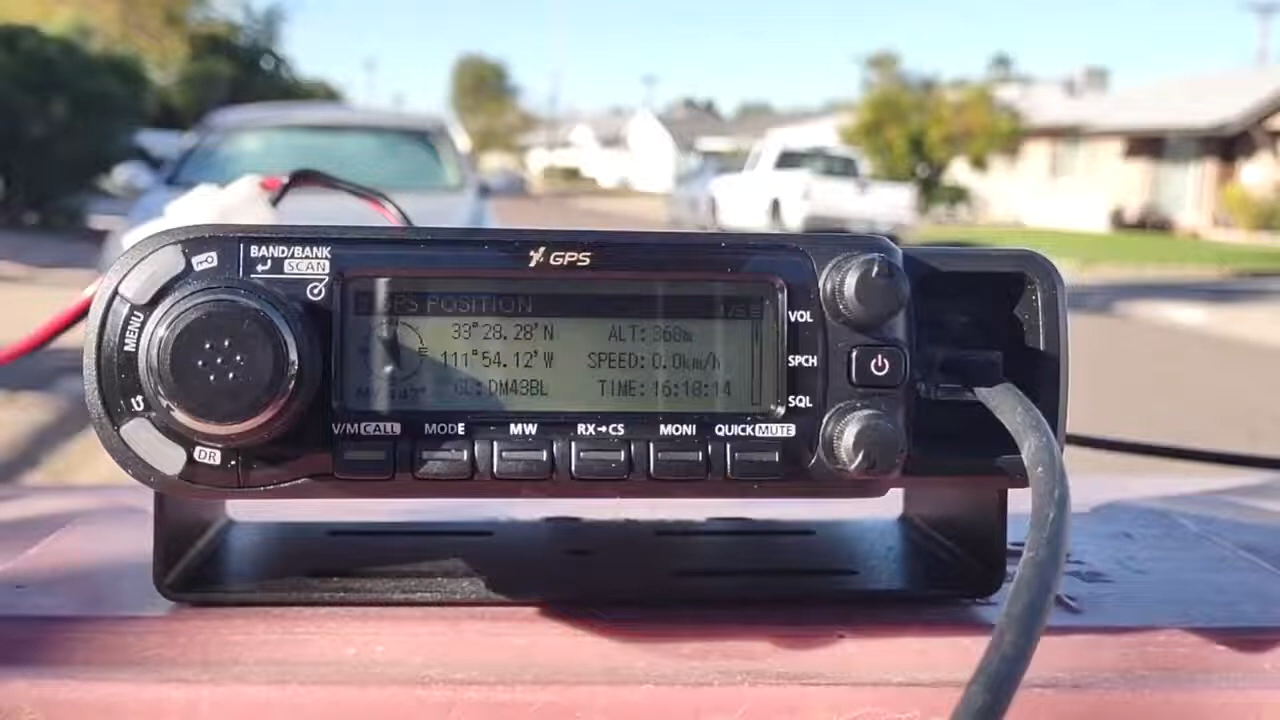 BAND/BANK
SCAN
GPS
MENU
DR
GPS POSITION
33°28.28'N ALT: 368m
111°54.12'W SPEED: 0.0km/h
GL: DM43BL TIME: 16:18:14
E
VOL
SPCH
SQL
V/M CALL MODE MW RX→CS MONI QUICK MUTE